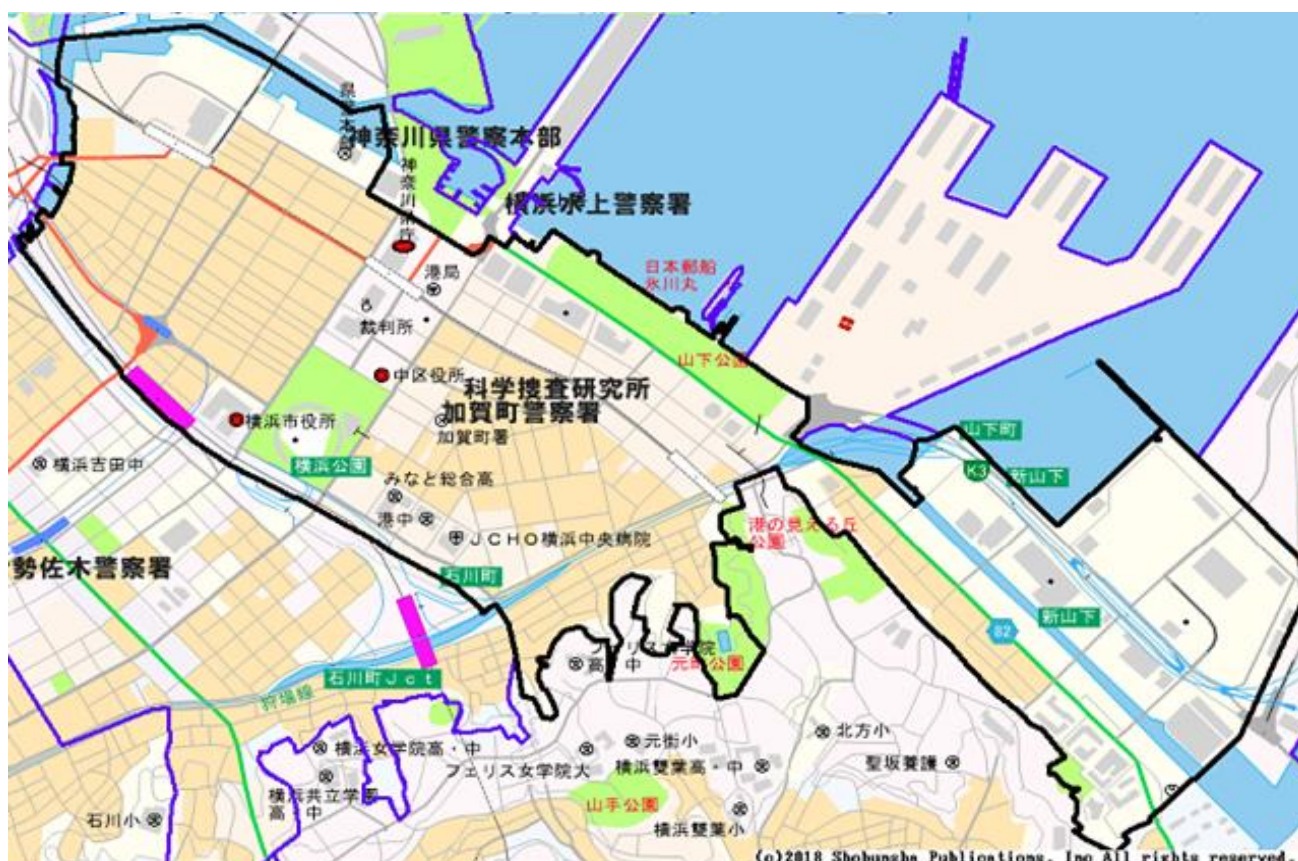 県警本部
神奈川県警察本部
神奈川県庁
横浜水上警察署
港局
日本郵船
氷川丸
裁判所
山下公園
中区役所
科学捜査研究所
加賀町警察署
加賀町署
横浜市役所
山下町
横浜吉田中
横浜公園
K3
新山下
みなと総合高
港中
港の見える丘
公園
JCHO横浜中央病院
勢佐木警察署
石川町
82
新山下
フェリス女学院
高・中
元町公園
石川町Jct
狩場線
北方小
横浜女学院高・中
元街小
フェリス女学院大
横浜雙葉高・中
聖坂養護
横浜共立学園
高・中
山手公園
石川小
横浜雙葉小
(c)2018 Shobunsha Publications, Inc All rights reserved.